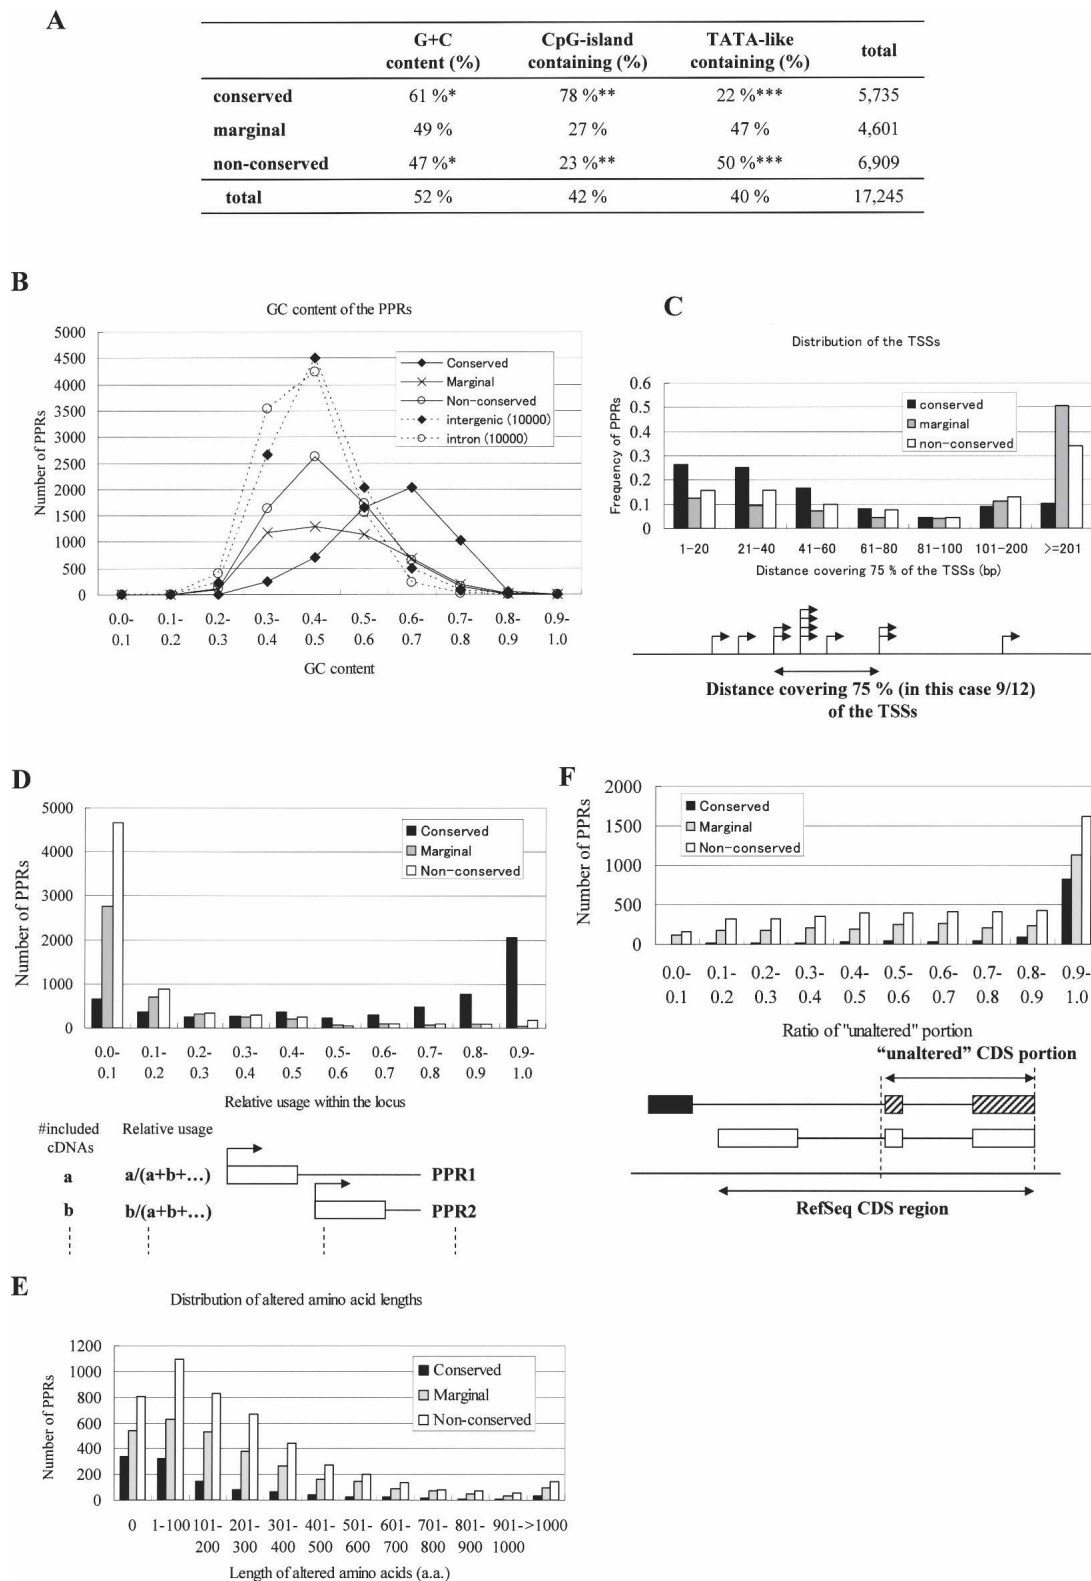 A
G+C content (%) CpG-island containing (%) TATA-like containing (%) total
conserved 61 %* 78 %** 22 %*** 5,735
marginal 49 % 27 % 47 % 4,601
non-conserved 47 %* 23 %** 50 %*** 6,909
total 52 % 42 % 40 % 17,245
B
GC content of the PPRs
Number of PPRs
5000
4500
4000
3500
3000
2500
2000
1500
1000
500
0
Conserved
Marginal
Non-conserved
intergenic (10000)
intron (10000)
0.0- 0.1- 0.2- 0.3- 0.4- 0.5- 0.6- 0.7- 0.8- 0.9-
0.1 0.2 0.3 0.4 0.5 0.6 0.7 0.8 0.9 1.0
GC content
C
Distribution of the TSSs
Frequency of PPRs
0.6
0.5
0.4
0.3
0.2
0.1
0
conserved
marginal
non-conserved
1-20 21-40 41-60 61-80 81-100 101-200 >=201
Distance covering 75 % of the TSSs (bp)
Distance covering 75 % (in this case 9/12)
of the TSSs
D
Number of PPRs
5000
4000
3000
2000
1000
0
Conserved
Marginal
Non-conserved
0.0- 0.1- 0.2- 0.3- 0.4- 0.5- 0.6- 0.7- 0.8- 0.9-
0.1 0.2 0.3 0.4 0.5 0.6 0.7 0.8 0.9 1.0
Relative usage within the locus
#included cDNAs
Relative usage
a a/(a+b+...) PPR1
b b/(a+b+...) PPR2
F
Number of PPRs
2000
1500
1000
500
0
Conserved
Marginal
Non-conserved
0.0- 0.1- 0.2- 0.3- 0.4- 0.5- 0.6- 0.7- 0.8- 0.9-
0.1 0.2 0.3 0.4 0.5 0.6 0.7 0.8 0.9 1.0
Ratio of "unaltered" portion
“unaltered” CDS portion
RefSeq CDS region
E
Distribution of altered amino acid lengths
Number of PPRs
1200
1000
800
600
400
200
0
Conserved
Marginal
Non-conserved
0 1-100 101- 201- 301- 401- 501- 601- 701- 801- 901- >1000
200 300 400 500 600 700 800 900 1000
Length of altered amino acids (a.a.)